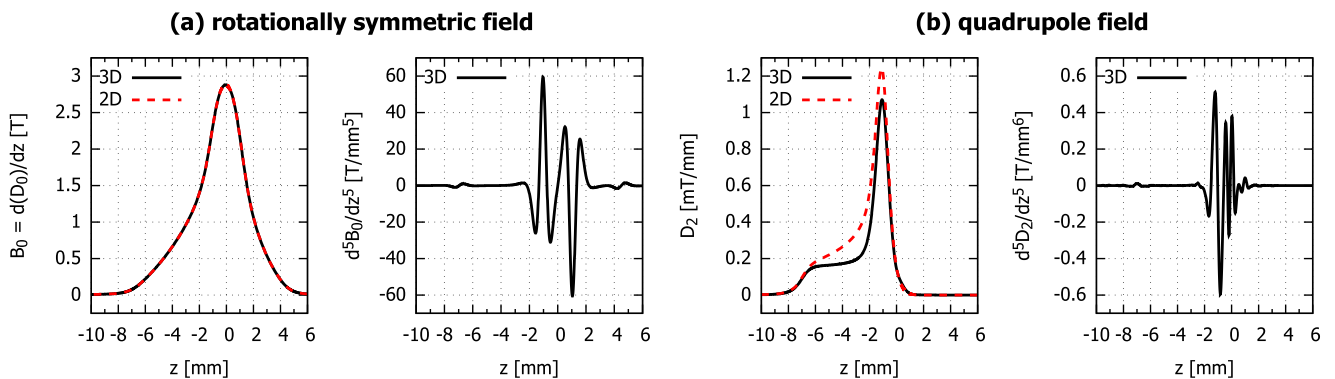 (a) rotationally symmetric field
(b) quadrupole field
B₀ = d(D₀)/dz [T]
3D
2D
3
2.5
2
1.5
1
0.5
0
-10 -8 -6 -4 -2 0 2 4 6
z [mm]
d⁵B₀/dz⁵ [T/mm⁵]
3D
60
40
20
0
-20
-40
-60
-10 -8 -6 -4 -2 0 2 4 6
z [mm]
D₂ [mT/mm]
3D
2D
1.2
1
0.8
0.6
0.4
0.2
0
-10 -8 -6 -4 -2 0 2 4 6
z [mm]
d⁵D₂/dz⁵ [T/mm⁶]
3D
0.6
0.4
0.2
0
-0.2
-0.4
-0.6
-10 -8 -6 -4 -2 0 2 4 6
z [mm]